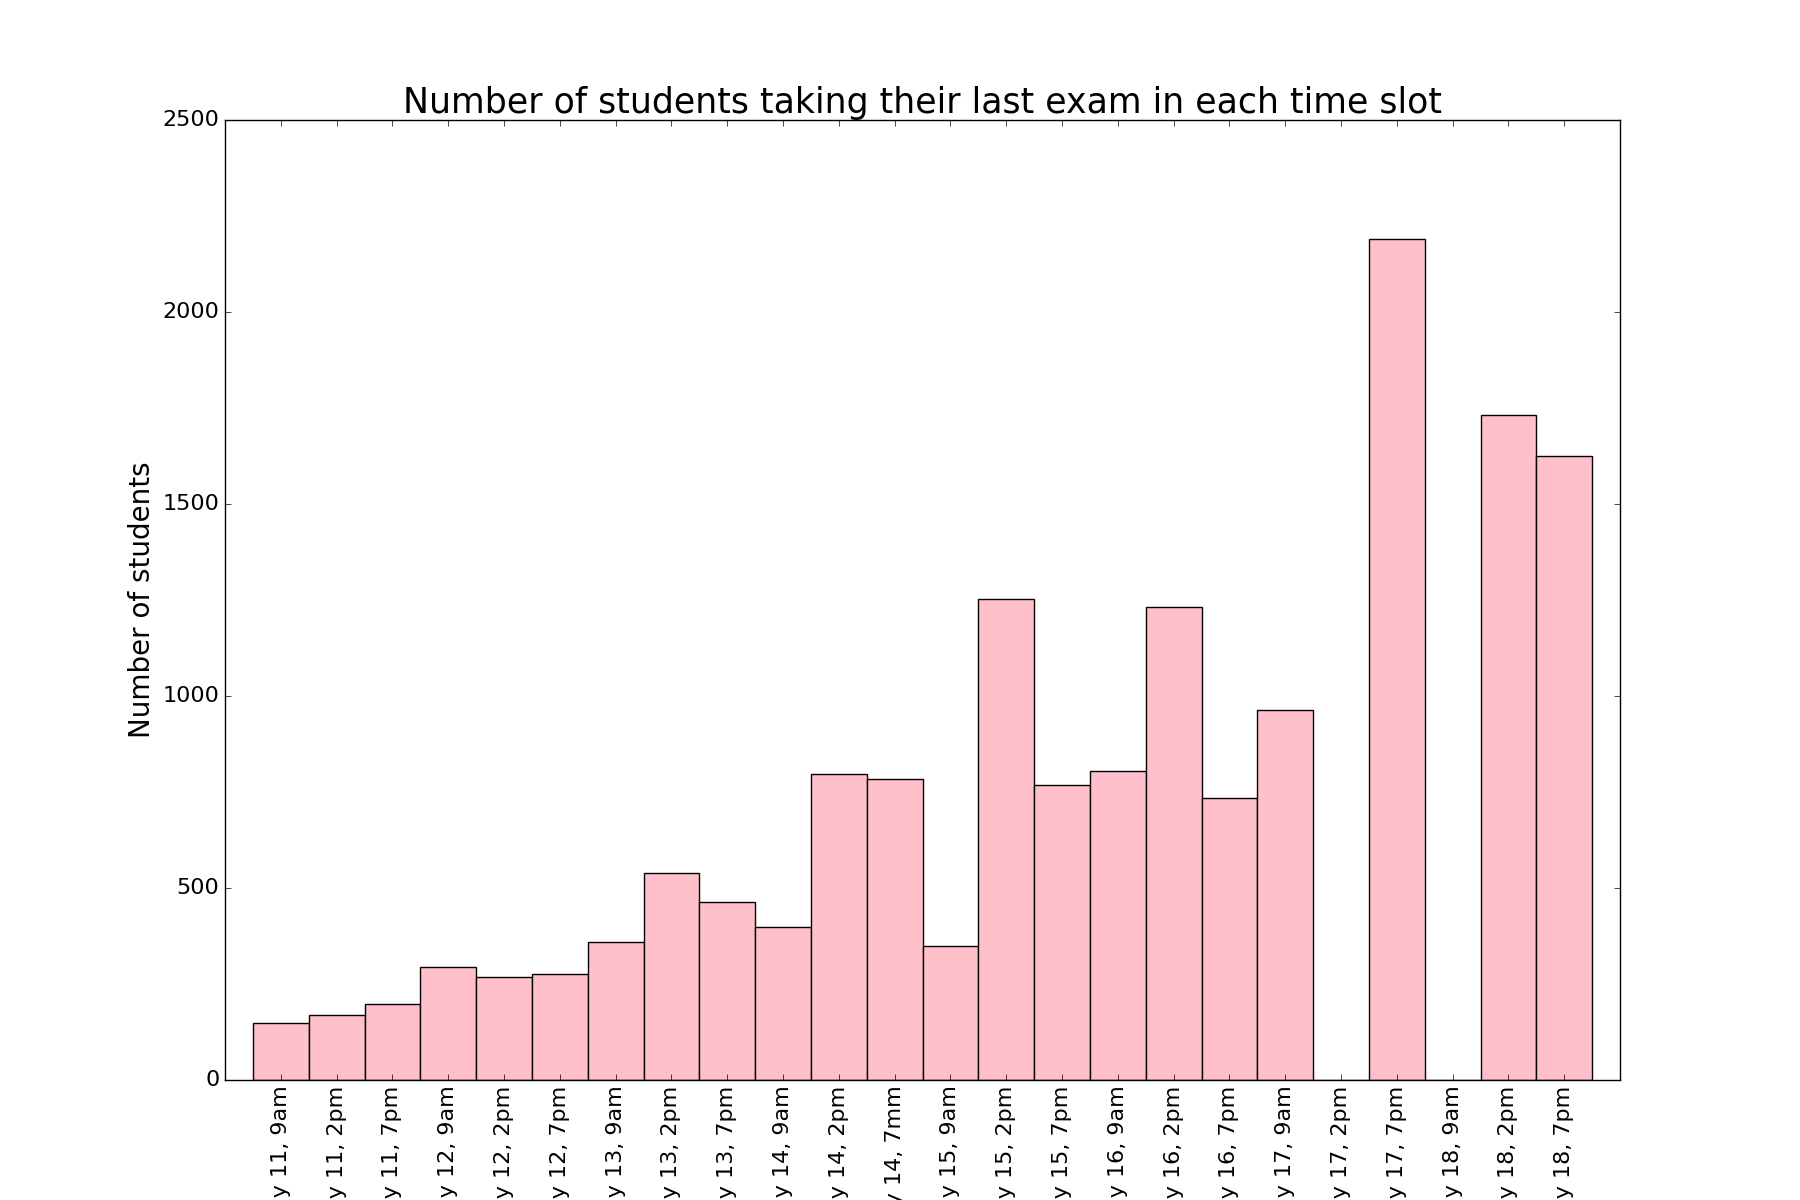 Number of students taking their last exam in each time slot
Number of students
2500
2000
1500
1000
500
0
y 11, 9am
y 11, 2pm
y 11, 7pm
y 12, 9am
y 12, 2pm
y 12, 7pm
y 13, 9am
y 13, 2pm
y 13, 7pm
y 14, 9am
y 14, 2pm
y 14, 7mm
y 15, 9am
y 15, 2pm
y 15, 7pm
y 16, 9am
y 16, 2pm
y 16, 7pm
y 17, 9am
y 17, 2pm
y 17, 7pm
y 18, 9am
y 18, 2pm
y 18, 7pm